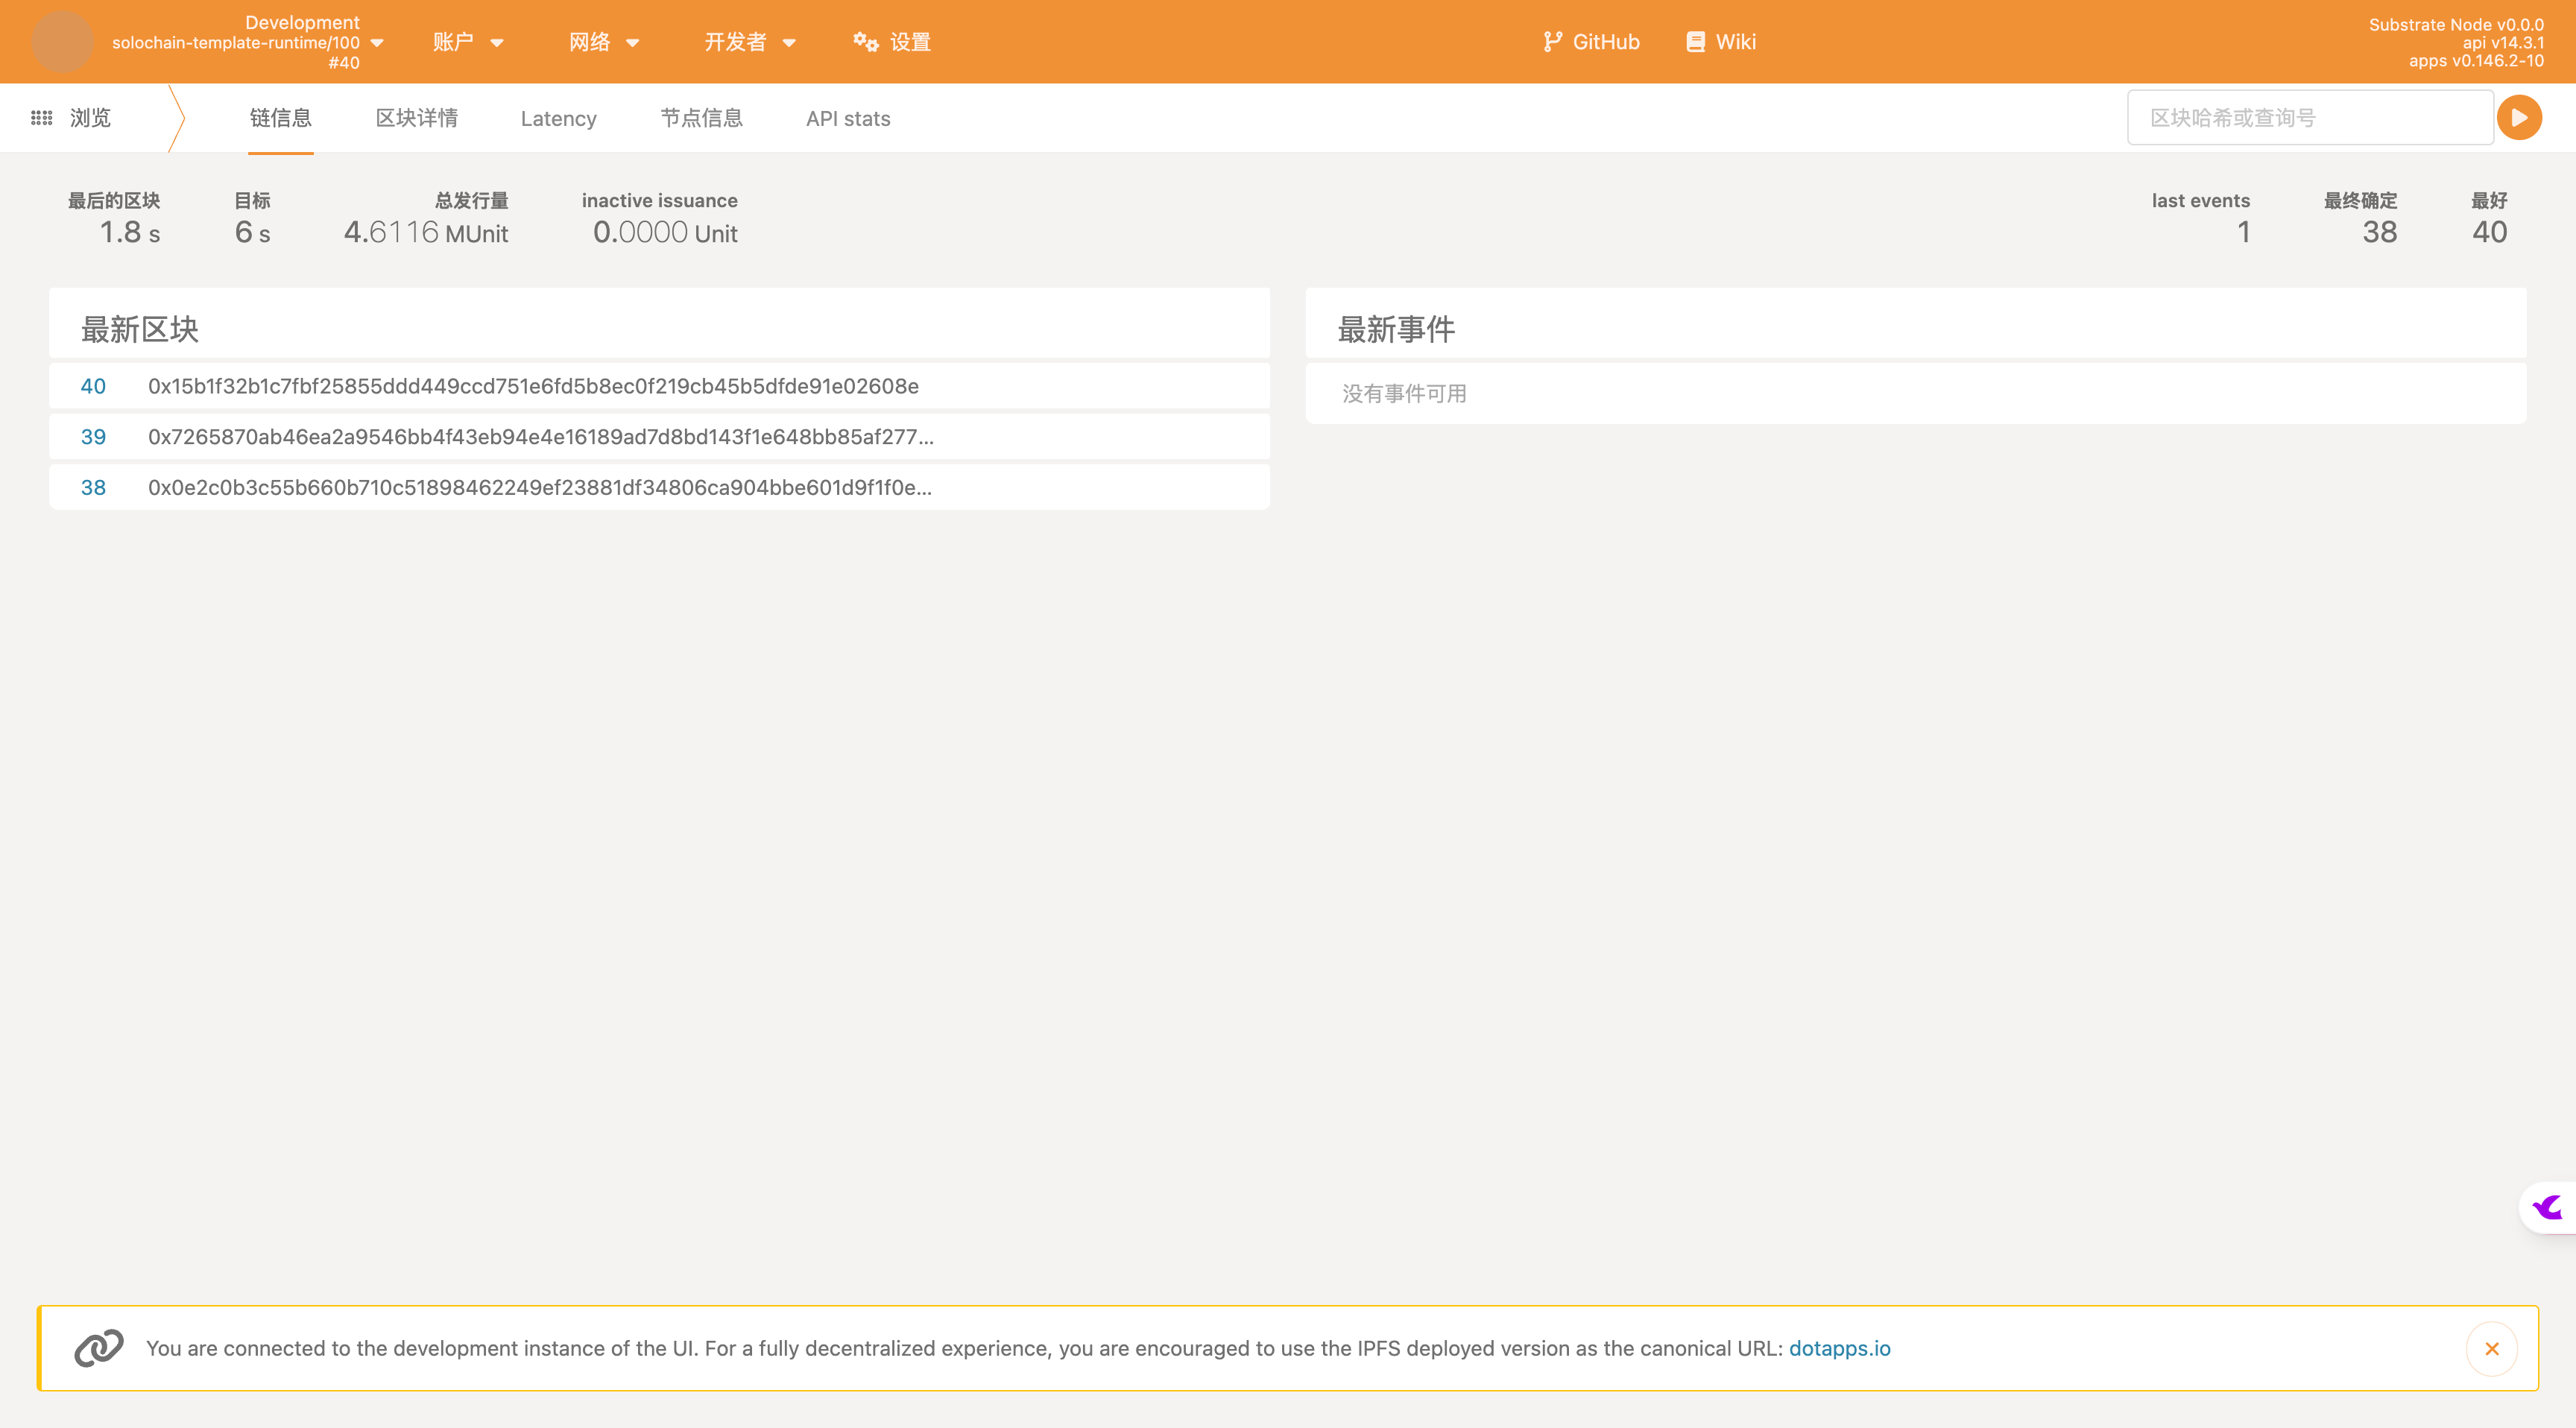 Development
solochain-template-runtime/100
#40
账户
网络
开发者
设置
GitHub
Wiki
Substrate Node v0.0.0
api v14.3.1
apps v0.146.2-10
浏览
链信息
区块详情
Latency
节点信息
API stats
区块哈希或查询号
最后的区块
1.8 s
目标
6 s
总发行量
4.6116 MUnit
inactive issuance
0.0000 Unit
last events
1
最终确定
38
最好
40
最新区块
40 0x15b1f32b1c7fbf25855ddd449ccd751e6fd5b8ec0f219cb45b5dfde91e02608e
39 0x7265870ab46ea2a9546bb4f43eb94e4e16189ad7d8bd143f1e648bb85af277...
38 0x0e2c0b3c55b660b710c51898462249ef23881df34806ca904bbe601d9f1f0e...
最新事件
没有事件可用
You are connected to the development instance of the UI. For a fully decentralized experience, you are encouraged to use the IPFS deployed version as the canonical URL: dotapps.io